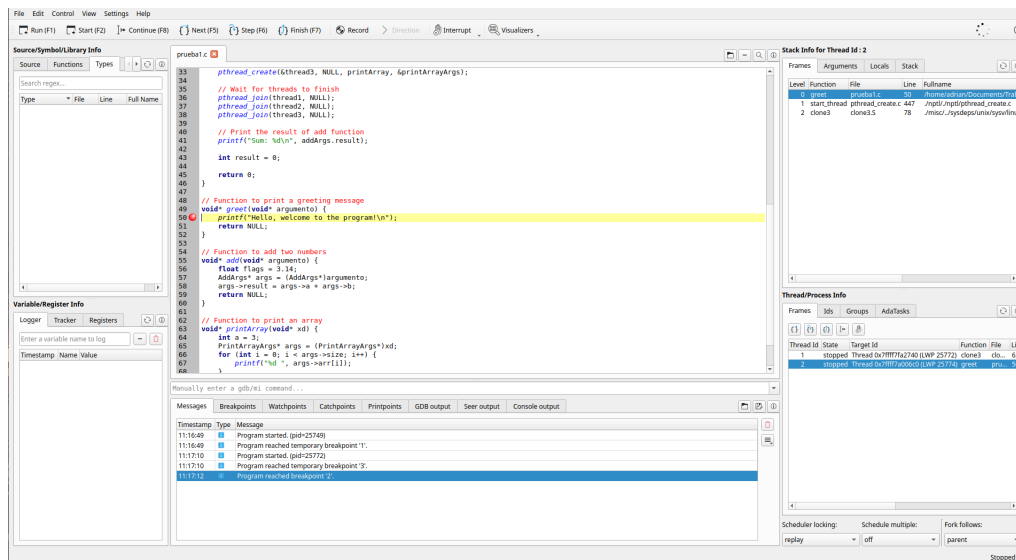 File Edit Control View Settings Help
Run (F1) Start (F2) Continue (F8) Next (F5) Step (F6) Finish (F7) Record Direction Interrupt Visualizers
Source/Symbol/Library Info
Source Functions Types
Search regex...
Type File Line Full Name
Variable/Register Info
Logger Tracker Registers
Enter a variable name to log
Timestamp Name Value
prueba1.c
33 pthread_create(&thread3, NULL, printArray, &printArrayArgs);
34
35 // Wait for threads to finish
36 pthread_join(thread1, NULL);
37 pthread_join(thread2, NULL);
38 pthread_join(thread3, NULL);
39
40 // Print the result of add function
41 printf("Sum: %d\n", addArgs.result);
42
43 int result = 0;
44
45 return 0;
46 }
47
48 // Function to print a greeting message
49 void* greet(void* argumento) {
50 printf("Hello, welcome to the program!\n");
51 return NULL;
52 }
53
54 // Function to add two numbers
55 void* add(void* argumento) {
56 float flags = 3.14;
57 AddArgs* args = (AddArgs*)argumento;
58 args->result = args->a + args->b;
59 return NULL;
60 }
61
62 // Function to print an array
63 void* printArray(void* xd) {
64 int a = 3;
65 PrintArrayArgs* args = (PrintArrayArgs*)xd;
66 for (int i = 0; i < args->size; i++) {
67 printf("%d ", args->arr[i]);
68 }
Manually enter a gdb/mi command...
Messages Breakpoints Watchpoints Catchpoints Printpoints GDB output Seer output Console output
Timestamp Type Message
11:16:49 Program started. (pid=25749)
11:16:49 Program reached temporary breakpoint '1'.
11:17:10 Program started. (pid=25772)
11:17:10 Program reached temporary breakpoint '3'.
11:17:12 Program reached breakpoint '2'.
Stack Info for Thread Id : 2
Frames Arguments Locals Stack
Level Function File Line Fullname
0 greet prueba1.c 50 /home/adrian/Documents/Tra
1 start_thread pthread_create.c 447 ./nptl/./nptl/pthread_create.c
2 clone3 clone3.S 78 ./misc/../sysdeps/unix/sysv/linu
Thread/Process Info
Frames Ids Groups AdaTasks
Thread Id State Target Id Function File Li
1 stopped Thread 0x7ffff7fa2740 (LWP 25772) clone3 clo... 6
2 stopped Thread 0x7ffff7a006c0 (LWP 25774) greet pru... 5
Scheduler locking: Schedule multiple: Fork follows:
replay off parent
Stopped